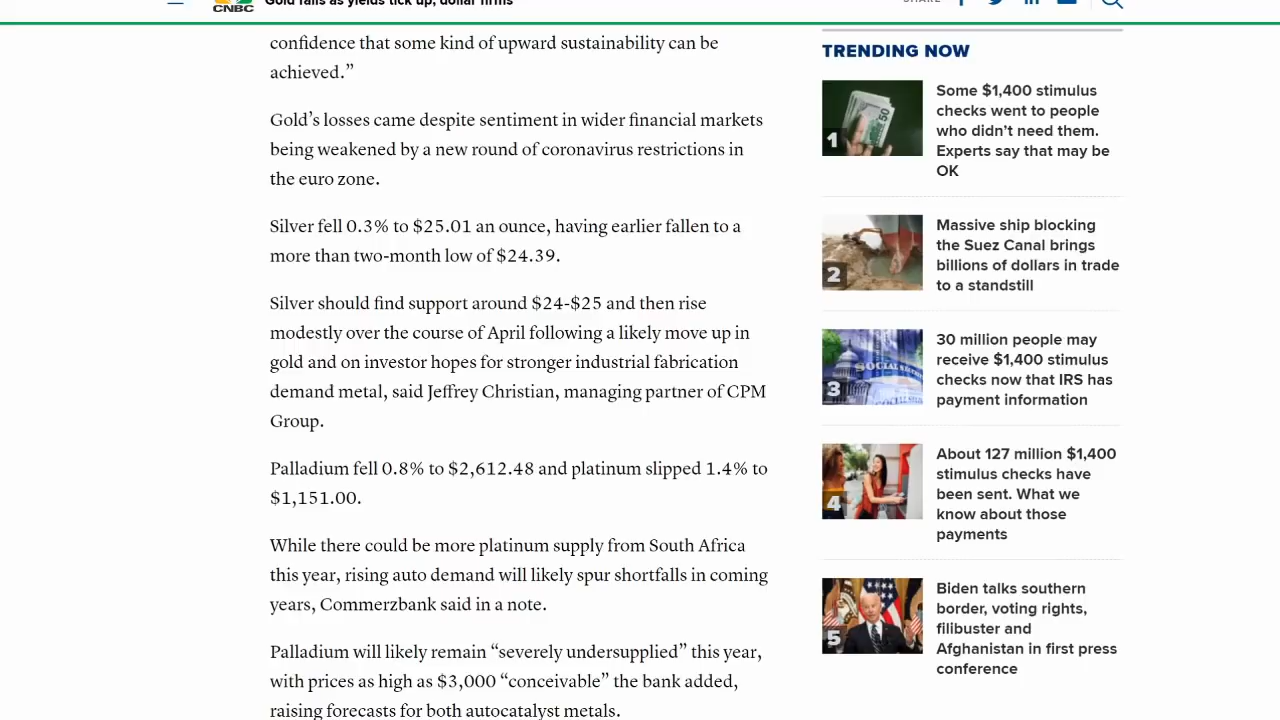 CNBC
Gold falls as yields tick up, dollar firms
SHARE
confidence that some kind of upward sustainability can be
achieved.”
Gold’s losses came despite sentiment in wider financial markets
being weakened by a new round of coronavirus restrictions in
the euro zone.
Silver fell 0.3% to $25.01 an ounce, having earlier fallen to a
more than two-month low of $24.39.
Silver should find support around $24-$25 and then rise
modestly over the course of April following a likely move up in
gold and on investor hopes for stronger industrial fabrication
demand metal, said Jeffrey Christian, managing partner of CPM
Group.
Palladium fell 0.8% to $2,612.48 and platinum slipped 1.4% to
$1,151.00.
While there could be more platinum supply from South Africa
this year, rising auto demand will likely spur shortfalls in coming
years, Commerzbank said in a note.
Palladium will likely remain “severely undersupplied” this year,
with prices as high as $3,000 “conceivable” the bank added,
raising forecasts for both autocatalyst metals.
TRENDING NOW
1
50
Some $1,400 stimulus
checks went to people
who didn’t need them.
Experts say that may be
OK
2
Massive ship blocking
the Suez Canal brings
billions of dollars in trade
to a standstill
3
SOCIAL SECURITY
30 million people may
receive $1,400 stimulus
checks now that IRS has
payment information
4
About 127 million $1,400
stimulus checks have
been sent. What we
know about those
payments
5
Biden talks southern
border, voting rights,
filibuster and
Afghanistan in first press
conference